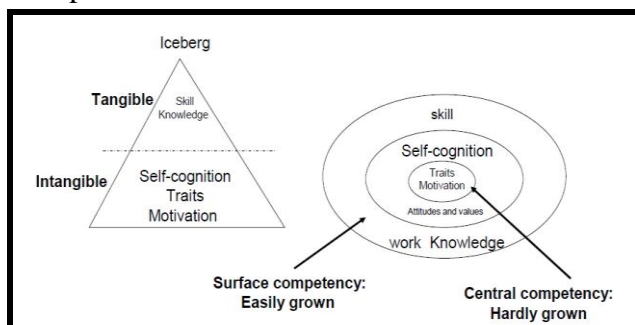 Iceberg
Tangible
Skill
Knowledge
Intangible
Self-cognition
Traits
Motivation
skill
Self-cognition
Traits
Motivation
Attitudes and values
work Knowledge
Surface competency:
Easily grown
Central competency:
Hardly grown